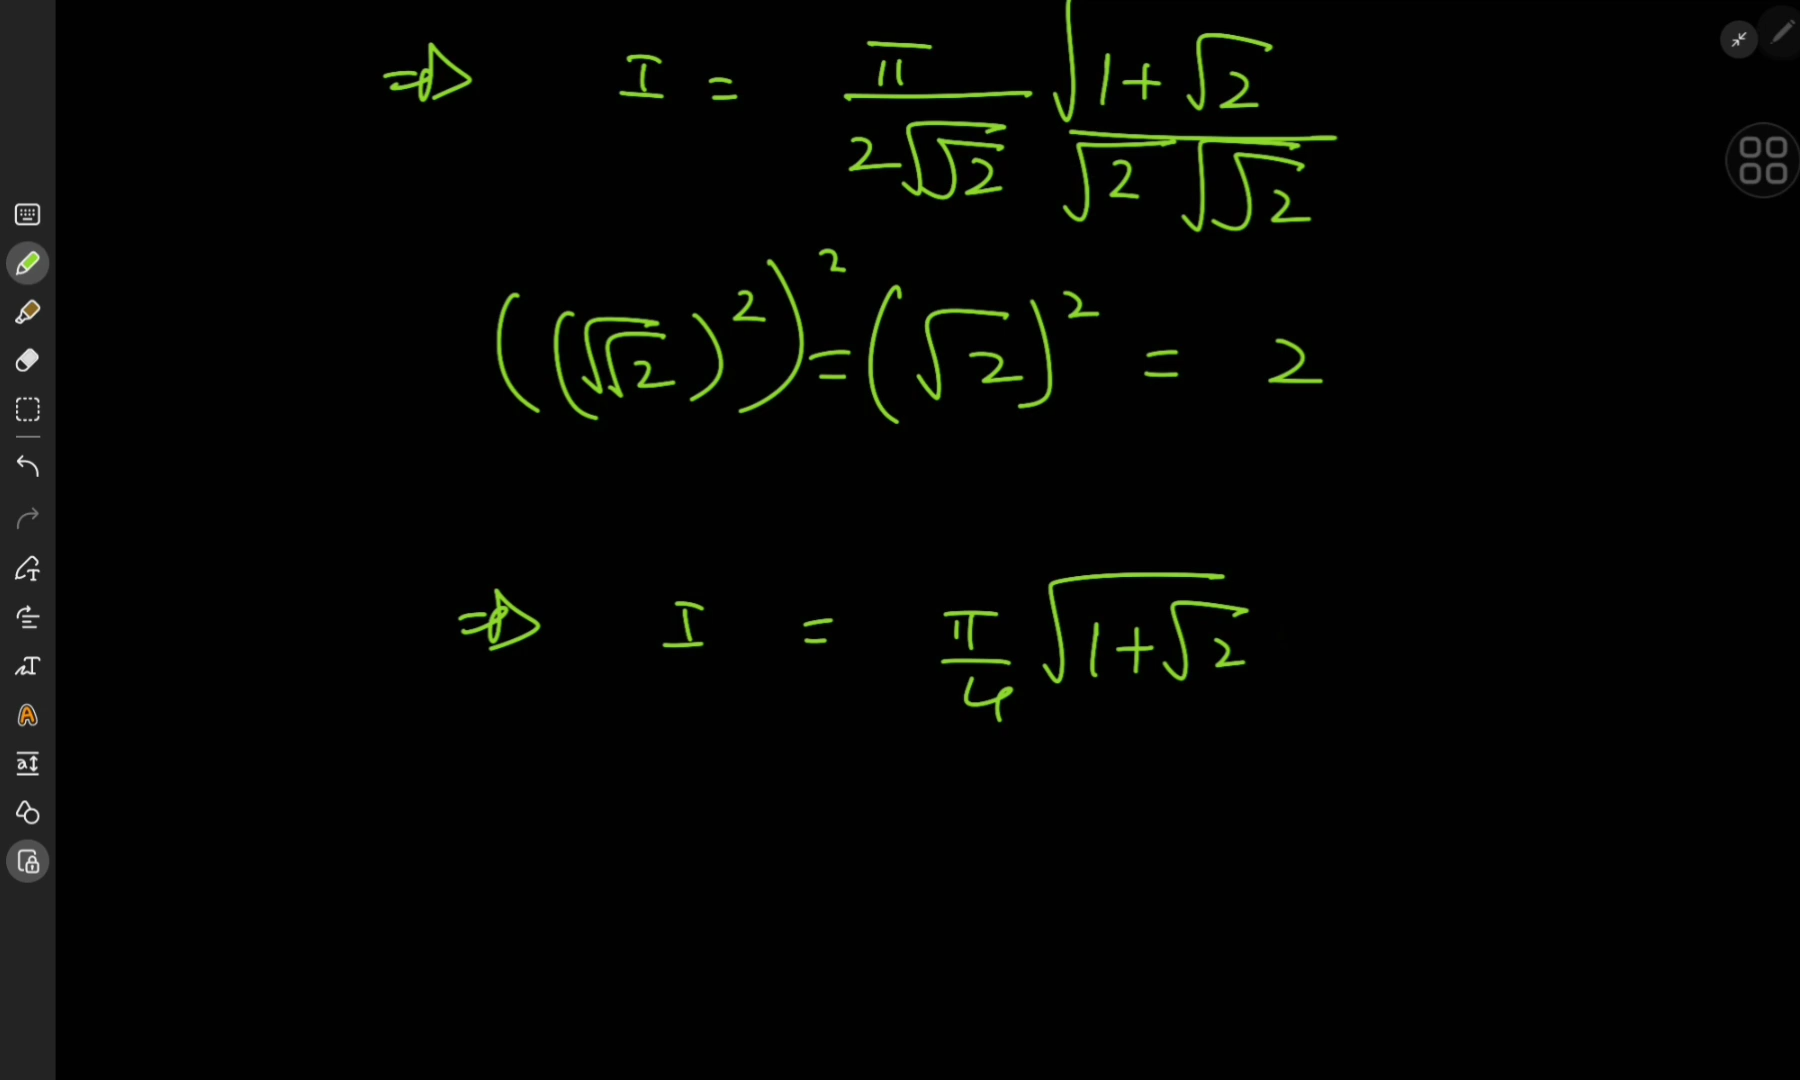 ⇒ I = π/(2√√2) √(1+√2)/(√2 √√2)
((√√2)²)² = (√2)² = 2
⇒ I = π/4 √(1+√2)